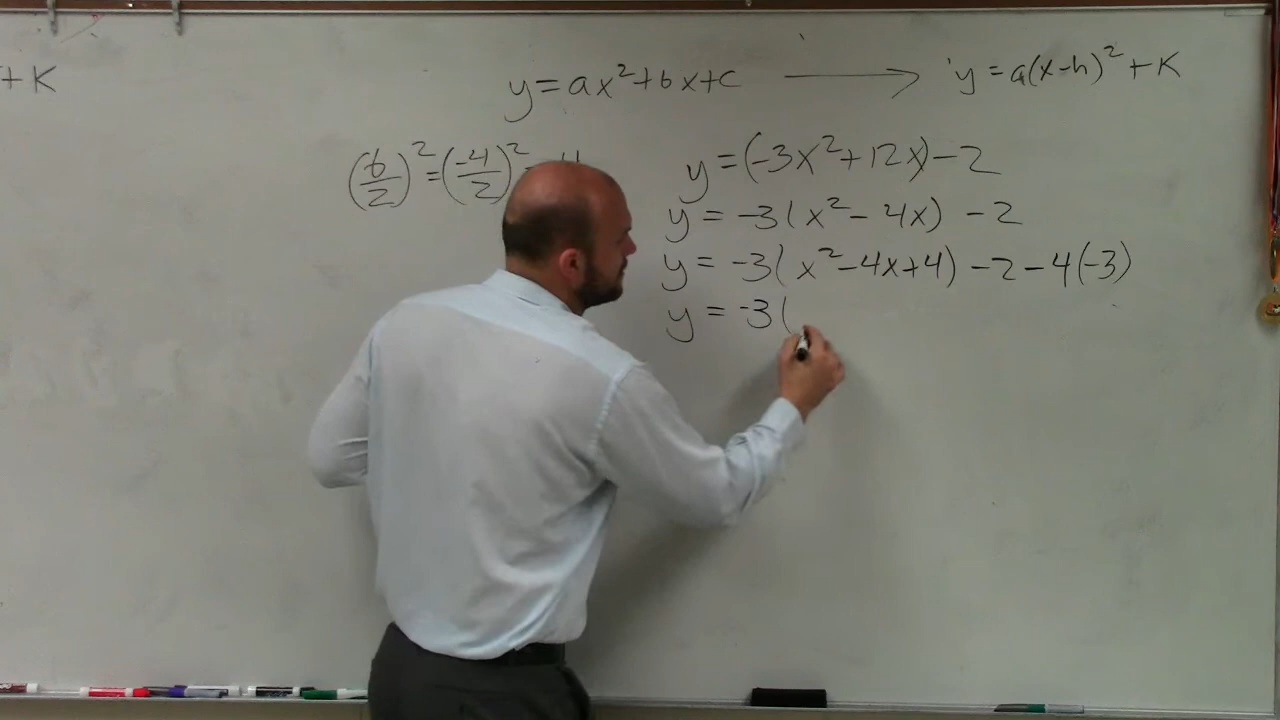 + K
y = ax² + bx + c ⟶ y = a(x-h)² + K
(b/2)² = (-4/2)² = 4
y = (-3x² + 12x) - 2
y = -3(x² - 4x) - 2
y = -3(x² - 4x + 4) - 2 - 4(-3)
y = -3(